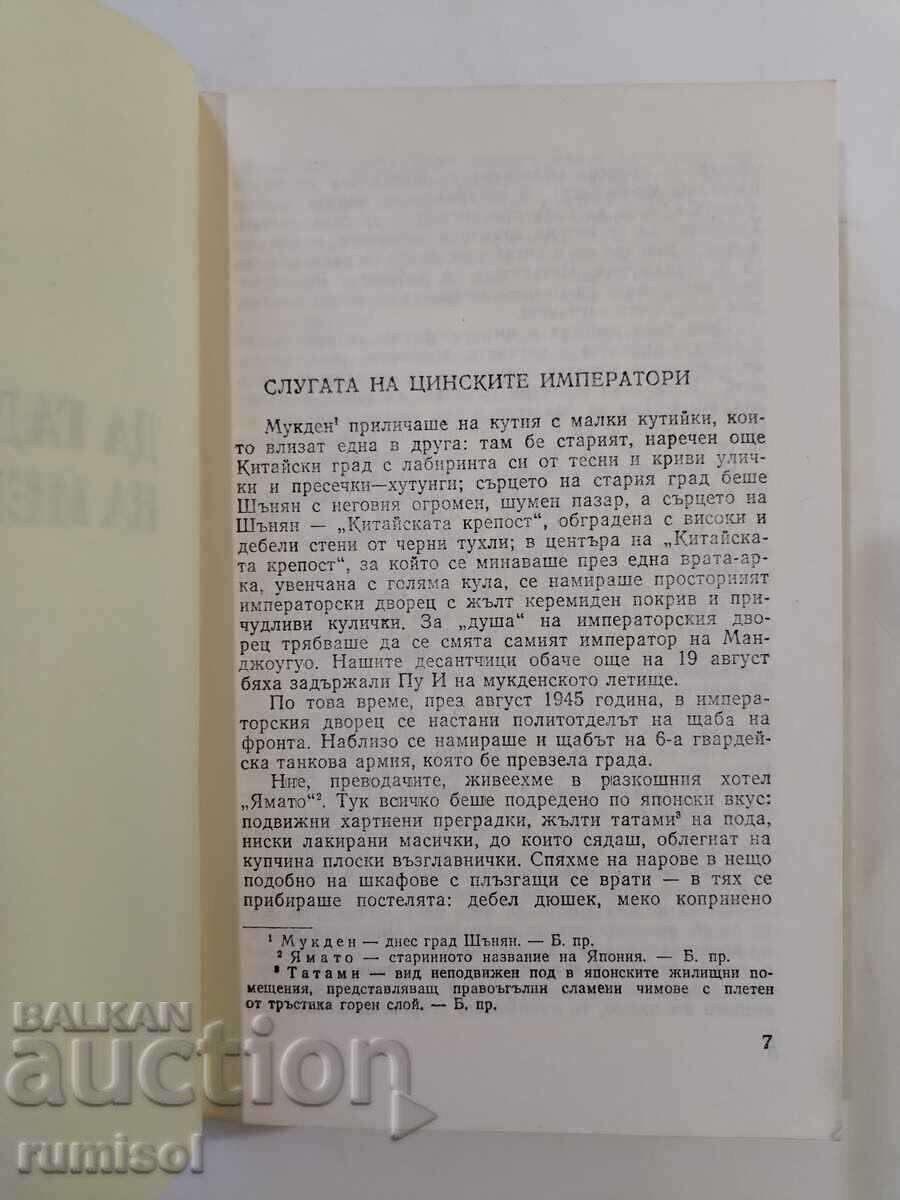 СЛУГАТА НА ЦИНСКИТЕ ИМПЕРАТОРИ
Мукден¹ приличаше на кутия с малки кутийки, кои-
то влизат една в друга: там бе старият, наречен още
Китайски град с лабиринта си от тесни и криви улич-
ки и пресечки—хутунги; сърцето на стария град беше
Шънян с неговия огромен, шумен пазар, а сърцето на
Шънян — „Китайската крепост“, обградена с високи и
дебели стени от черни тухли; в центъра на „Китайска-
та крепост“, за който се минаваше през една врата-ар-
ка, увенчана с голяма кула, се намираше просторният
императорски дворец с жълт керемиден покрив и при-
чудливи кулички. За „душа“ на императорския дво-
рец трябваше да се смята самият император на Ман-
джоугуо. Нашите десантчици обаче още на 19 август
бяха задържали Пу И на мукденското летище.
По това време, през август 1945 година, в импера-
торския дворец се настани политотделът на щаба на
фронта. Наблизо се намираше и щабът на 6-а гвардей-
ска танкова армия, която бе превзела града.
Ние, преводачите, живеехме в разкошния хотел
„Ямато“². Тук всичко беше подредено по японски вкус:
подвижни хартиени преградки, жълти татами³ на пода,
ниски лакирани масички, до които сядаш, облегнат на
купчина плоски възглавнички. Спяхме на нарове в нещо
подобно на шкафове с плъзгащи се врати — в тях се
прибираше постелята: дебел дюшек, меко копринено
¹ Мукден — днес град Шънян. — Б. пр.
² Ямато — старинното название на Япония. — Б. пр.
³ Татами — вид неподвижен под в японските жилищни по-
мещения, представляващ правоъгълни сламени чимове с плетен
от тръстика горен слой. — Б. пр.
7
BALKAN
auction
rumisol